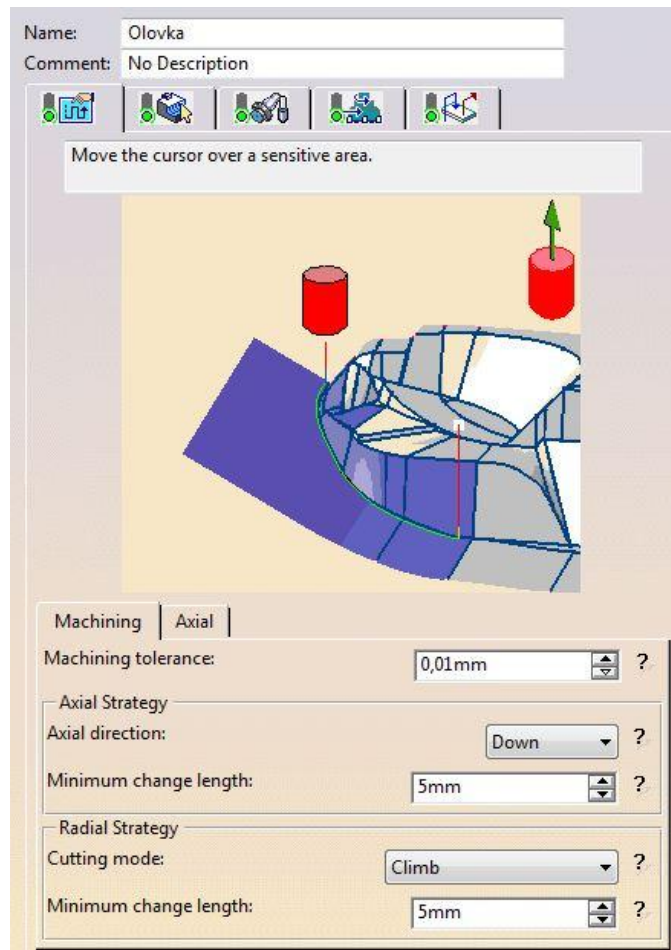 Name: Olovka
Comment: No Description
Move the cursor over a sensitive area.
Machining Axial
Machining tolerance: 0,01mm ?
Axial Strategy
Axial direction: Down ?
Minimum change length: 5mm ?
Radial Strategy
Cutting mode: Climb ?
Minimum change length: 5mm ?